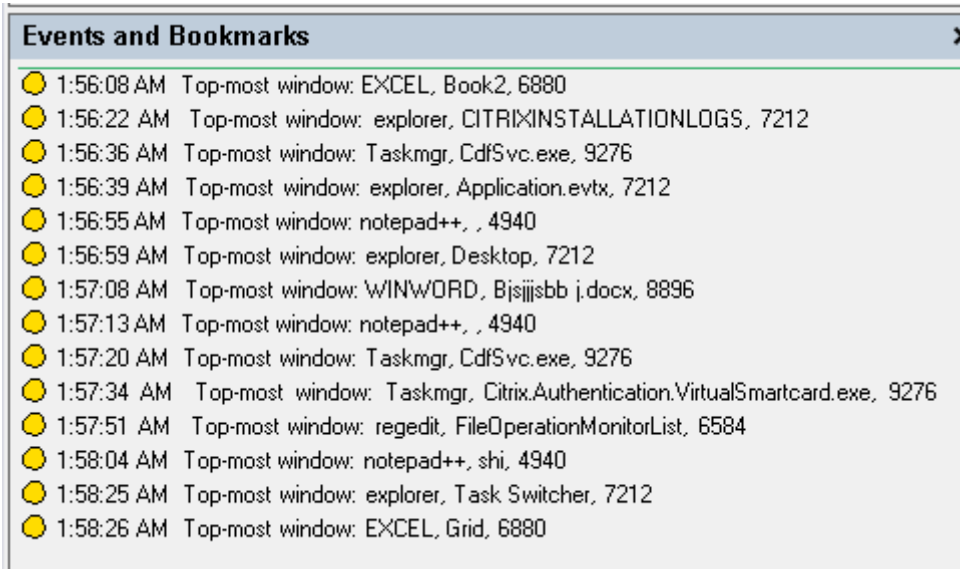 Events and Bookmarks
1:56:08 AM Top-most window: EXCEL, Book2, 6880
1:56:22 AM Top-most window: explorer, CITRIXINSTALLATIONLOGS, 7212
1:56:36 AM Top-most window: Taskmgr, CdfSvc.exe, 9276
1:56:39 AM Top-most window: explorer, Application.evtx, 7212
1:56:55 AM Top-most window: notepad++, , 4940
1:56:59 AM Top-most window: explorer, Desktop, 7212
1:57:08 AM Top-most window: WINWORD, Bjsjjjsbb j.docx, 8896
1:57:13 AM Top-most window: notepad++, , 4940
1:57:20 AM Top-most window: Taskmgr, CdfSvc.exe, 9276
1:57:34 AM Top-most window: Taskmgr, Citrix.Authentication.VirtualSmartcard.exe, 9276
1:57:51 AM Top-most window: regedit, FileOperationMonitorList, 6584
1:58:04 AM Top-most window: notepad++, shi, 4940
1:58:25 AM Top-most window: explorer, Task Switcher, 7212
1:58:26 AM Top-most window: EXCEL, Grid, 6880